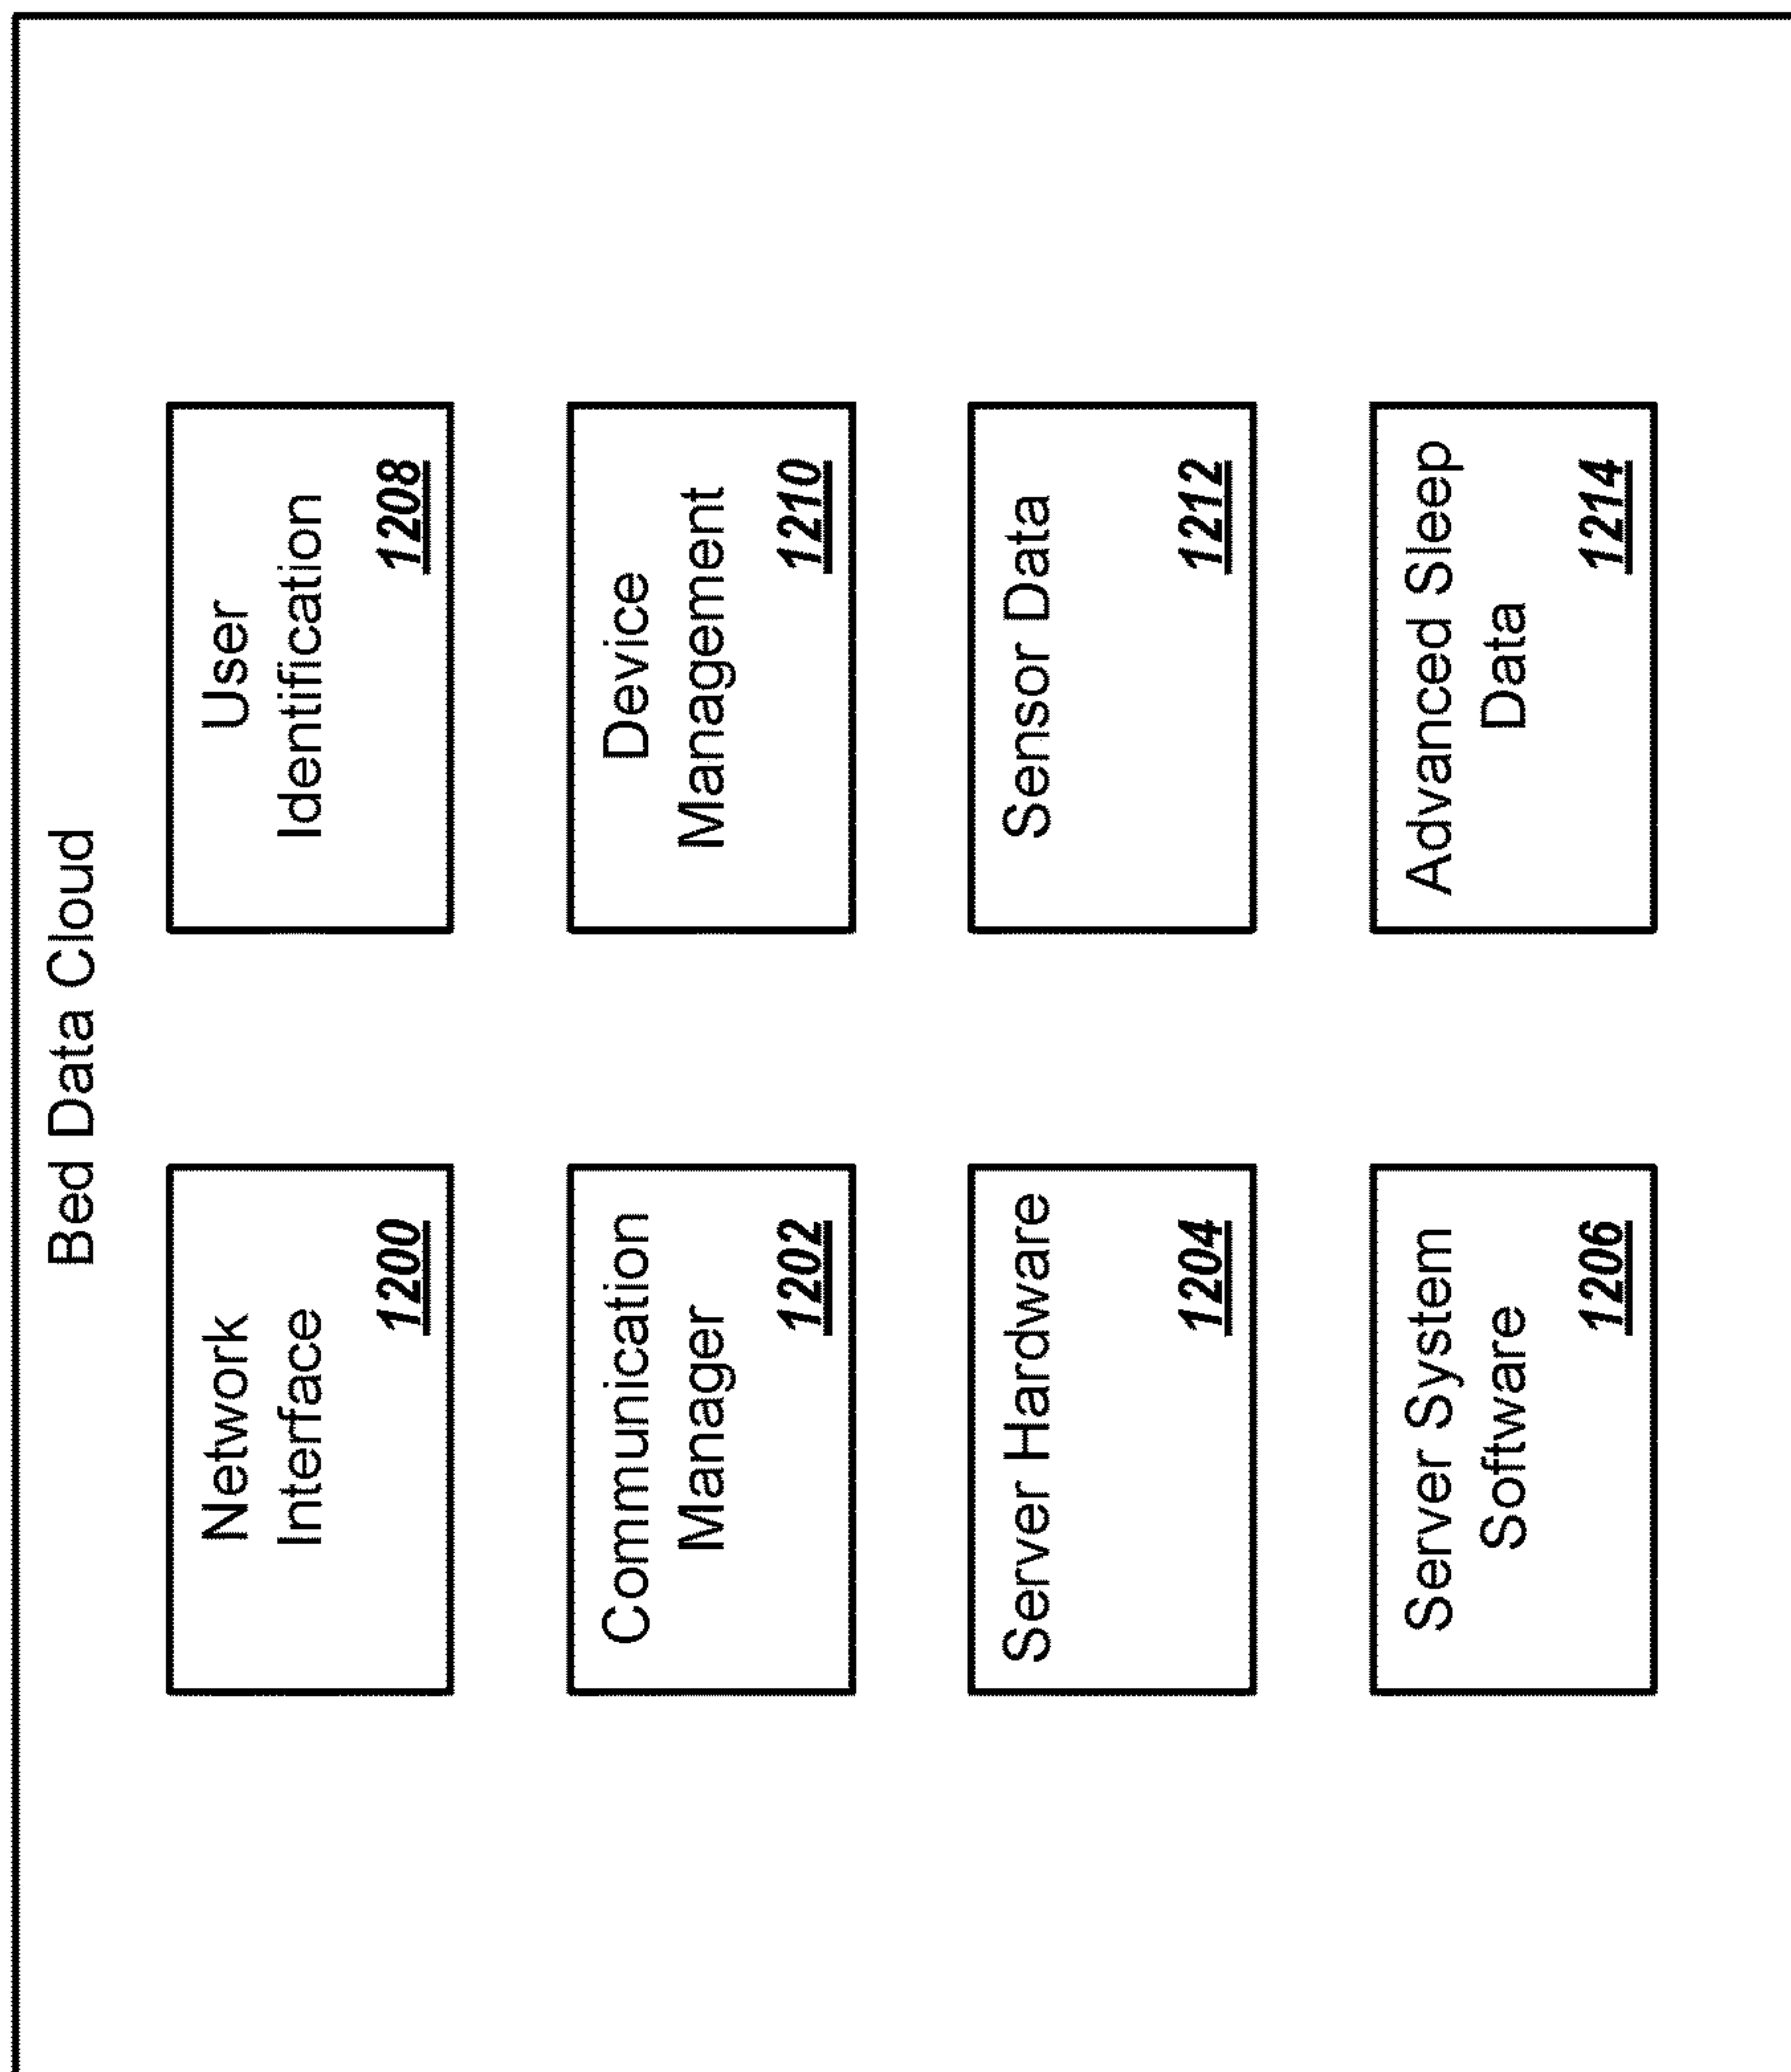 Bed Data Cloud
Network
Interface
1200
Communication
Manager
1202
Server Hardware
1204
Server System
Software
1206
User
Identification
1208
Device
Management
1210
Sensor Data
1212
Advanced Sleep
Data
1214